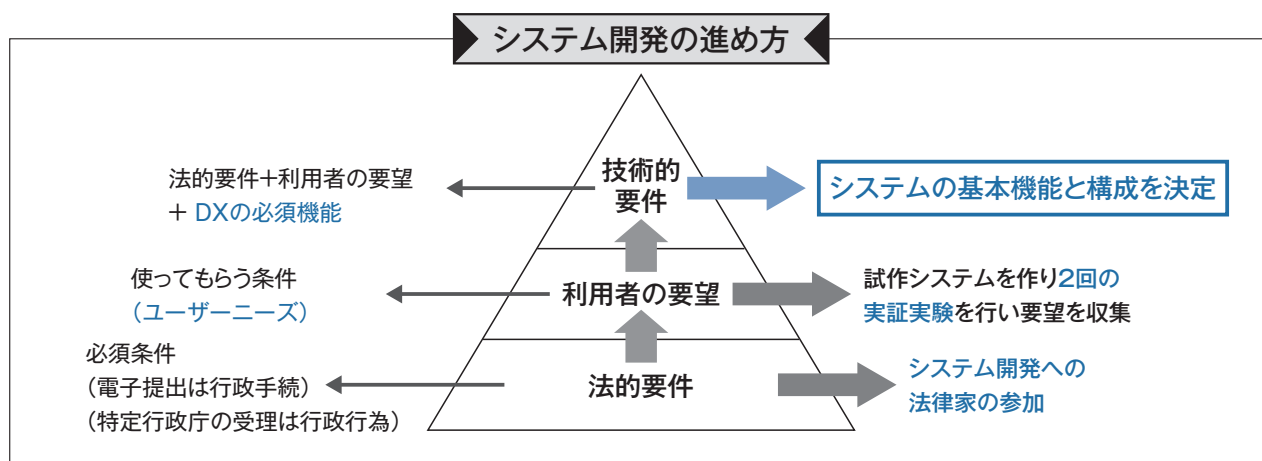 システム開発の進め方
法的要件＋利用者の要望
＋ DXの必須機能
技術的
要件
システムの基本機能と構成を決定
使ってもらう条件
（ユーザーニーズ）
利用者の要望
試作システムを作り2回の
実証実験を行い要望を収集
必須条件
（電子提出は行政手続）
（特定行政庁の受理は行政行為）
法的要件
システム開発への
法律家の参加